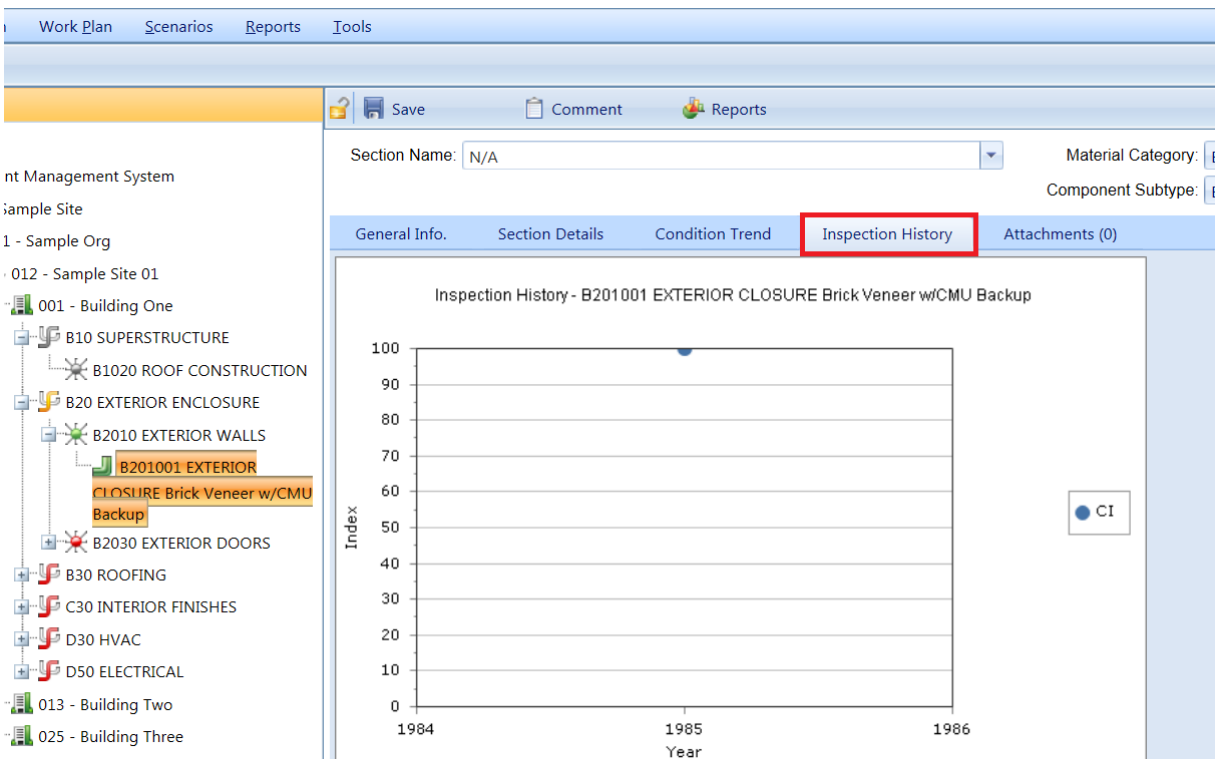 Work Plan Scenarios Reports Tools
Save Comment Reports
Section Name: N/A Material Category:
Component Subtype:
nt Management System
Sample Site
1 - Sample Org
012 - Sample Site 01
001 - Building One
B10 SUPERSTRUCTURE
B1020 ROOF CONSTRUCTION
B20 EXTERIOR ENCLOSURE
B2010 EXTERIOR WALLS
B201001 EXTERIOR
CLOSURE Brick Veneer w/CMU
Backup
B2030 EXTERIOR DOORS
B30 ROOFING
C30 INTERIOR FINISHES
D30 HVAC
D50 ELECTRICAL
013 - Building Two
025 - Building Three
General Info. Section Details Condition Trend Inspection History Attachments (0)
Inspection History - B201001 EXTERIOR CLOSURE Brick Veneer w/CMU Backup
100
90
80
70
60
50
40
30
20
10
0
Index
1984 1985 1986
Year
CI